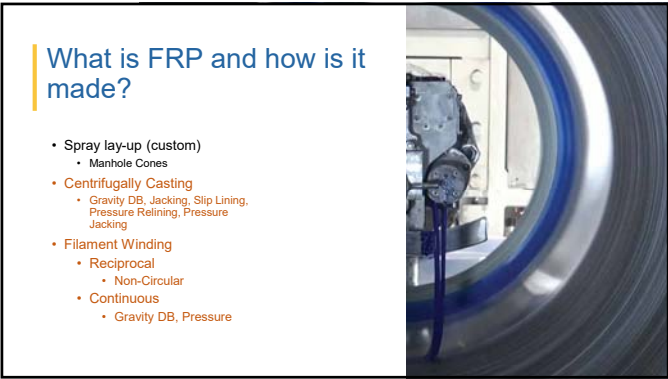 What is FRP and how is it
made?
• Spray lay-up (custom)
• Manhole Cones
• Centrifugally Casting
• Gravity DB, Jacking, Slip Lining,
Pressure Relining, Pressure
Jacking
• Filament Winding
• Reciprocal
• Non-Circular
• Continuous
• Gravity DB, Pressure